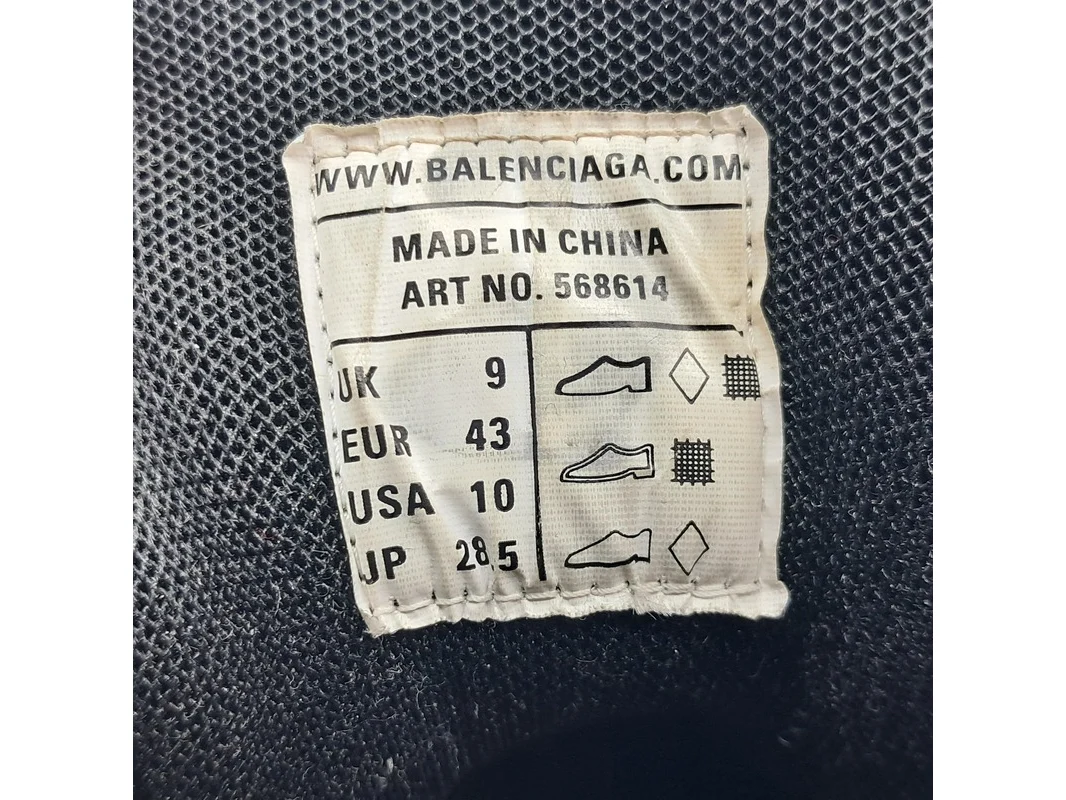 WWW.BALENCIAGA.COM
MADE IN CHINA
ART NO. 568614
UK 9
EUR 43
USA 10
JP 28,5